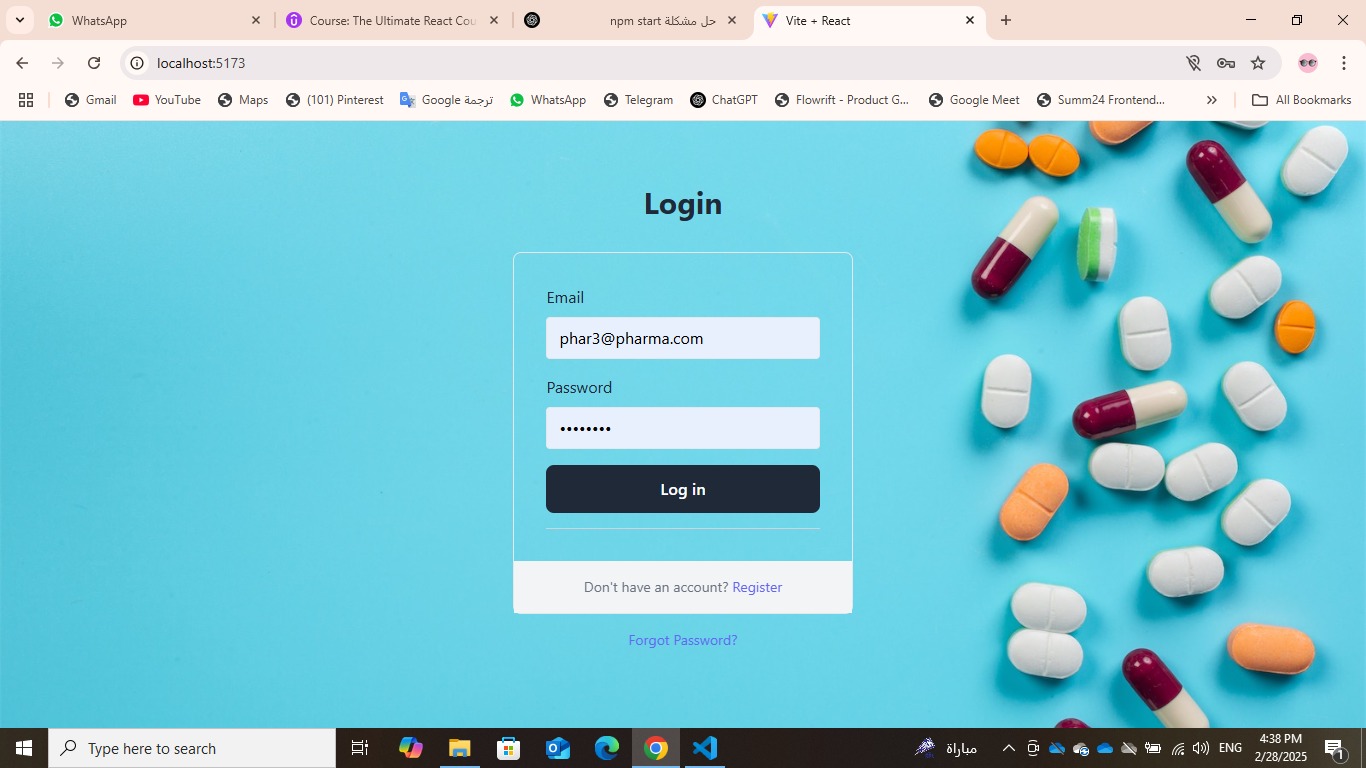 WhatsApp
Course: The Ultimate React Cou
حل مشكلة npm start
Vite + React
localhost:5173
Gmail
YouTube
Maps
(101) Pinterest
ترجمة Google
WhatsApp
Telegram
ChatGPT
Flowrift - Product G...
Google Meet
Summ24 Frontend...
All Bookmarks
Login
Email
phar3@pharma.com
Password
Log in
Don't have an account? Register
Forgot Password?
Type here to search
مباراة
ENG
4:38 PM
2/28/2025
1